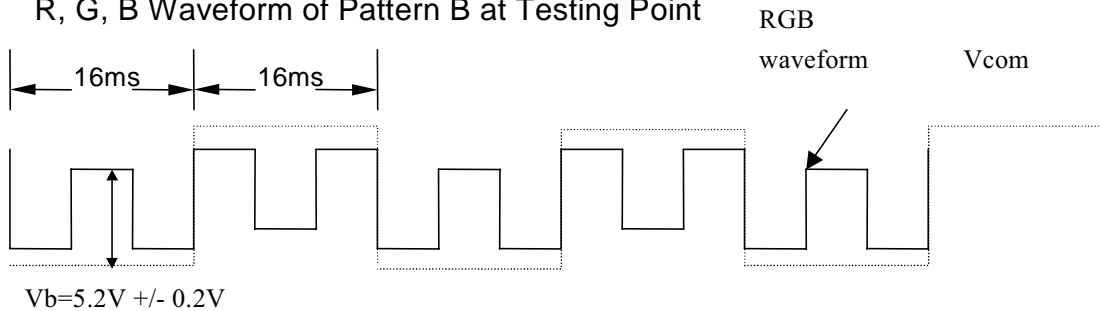 R, G, B Waveform of Pattern B at Testing Point
RGB
waveform
Vcom
16ms
16ms
Vb=5.2V +/- 0.2V